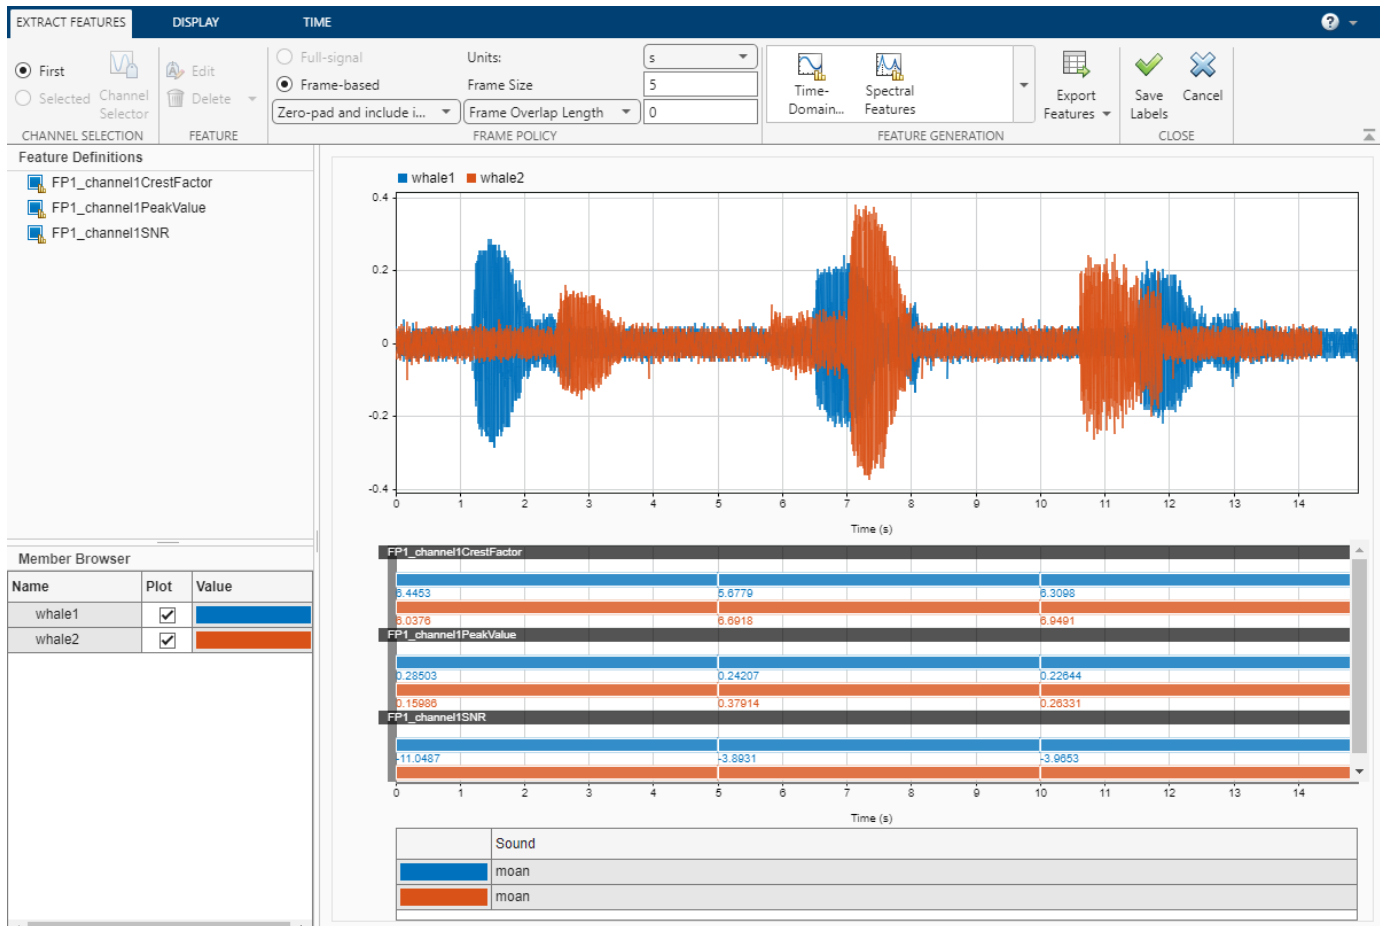 EXTRACT FEATURES DISPLAY TIME
?
First
Selected
Channel
Selector
CHANNEL SELECTION
Edit
Delete
FEATURE
Full-signal
Frame-based
Zero-pad and include i...
Units:
s
Frame Size
5
Frame Overlap Length
0
FRAME POLICY
Time-
Domain...
Spectral
Features
FEATURE GENERATION
Export
Features
Save
Labels
Cancel
CLOSE
Feature Definitions
FP1_channel1CrestFactor
FP1_channel1PeakValue
FP1_channel1SNR
Member Browser
Name Plot Value
whale1
whale2
whale1 whale2
0.4
0.2
0
-0.2
-0.4
0 1 2 3 4 5 6 7 8 9 10 11 12 13 14
Time (s)
FP1_channel1CrestFactor
6.4453 5.6779 6.3098
6.0376 6.6918 6.9491
FP1_channel1PeakValue
0.28503 0.24207 0.22644
0.15986 0.37914 0.26331
FP1_channel1SNR
-11.0487 -3.8931 -3.9653
0 1 2 3 4 5 6 7 8 9 10 11 12 13 14
Time (s)
Sound
moan
moan